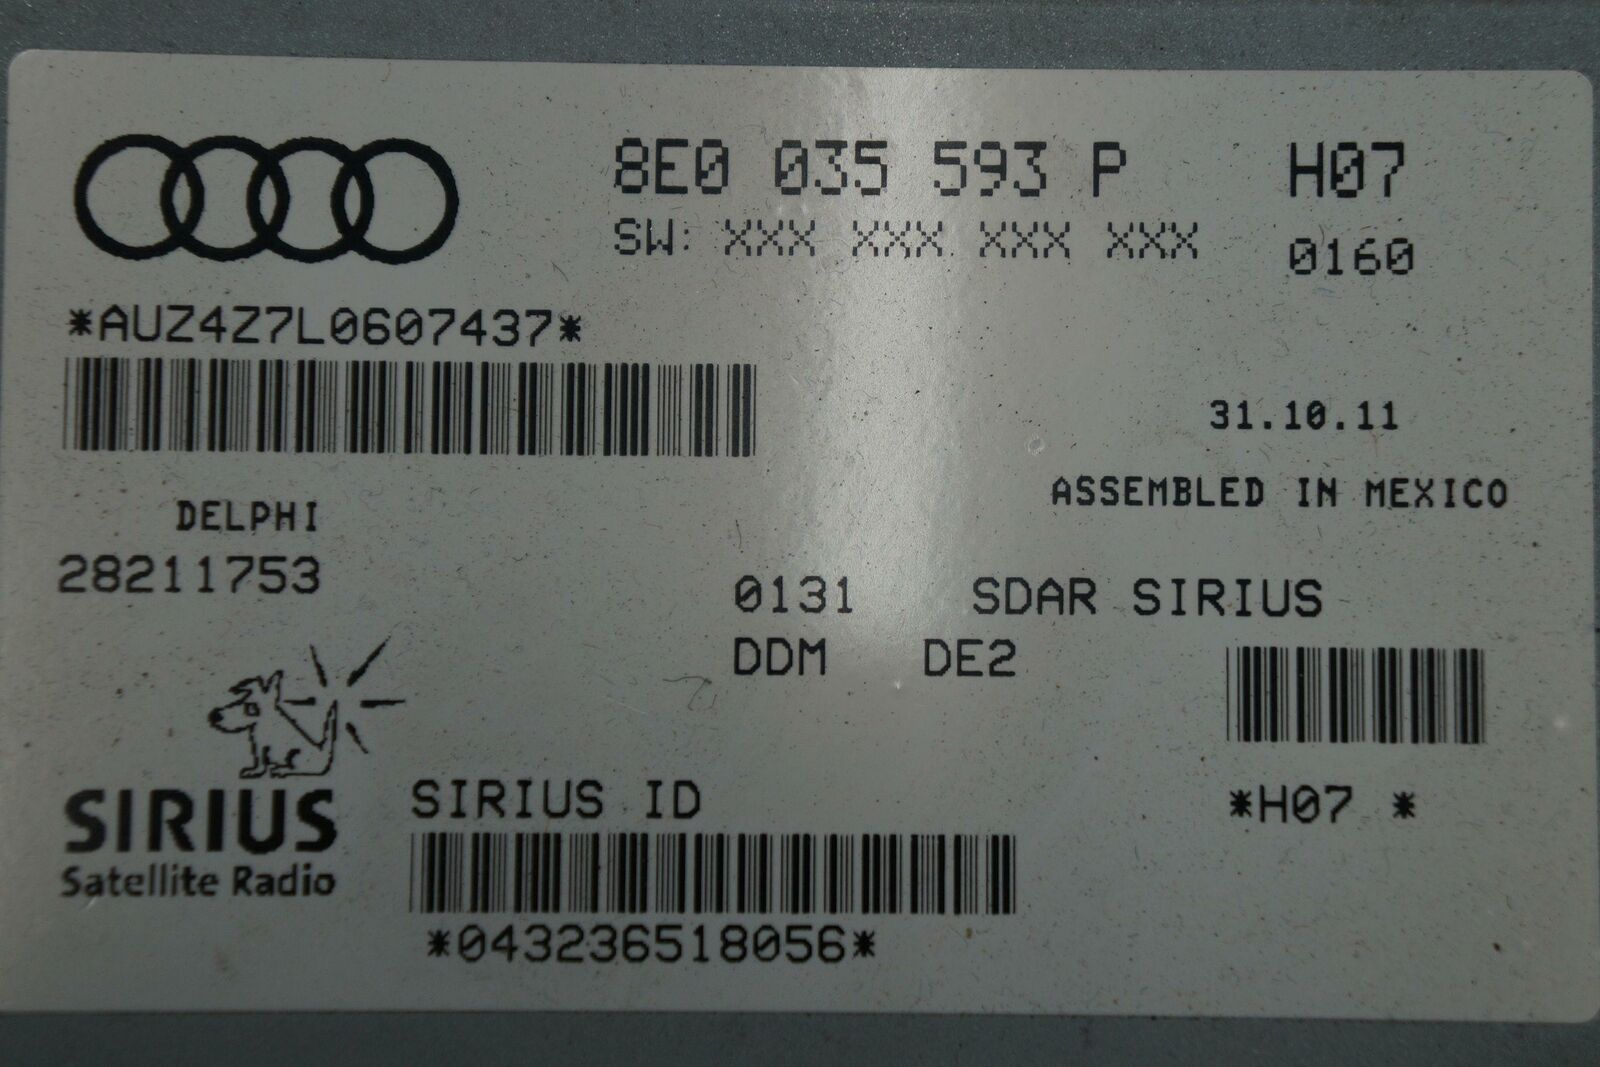 8E0 035 593 P H07
SW: XXX XXX XXX XXX 0160
*AUZ4Z7L0607437*
31.10.11
ASSEMBLED IN MEXICO
DELPHI
28211753
0131 SDAR SIRIUS
DDM DE2
SIRIUS
Satellite Radio
SIRIUS ID
*H07 *
*043236518056*